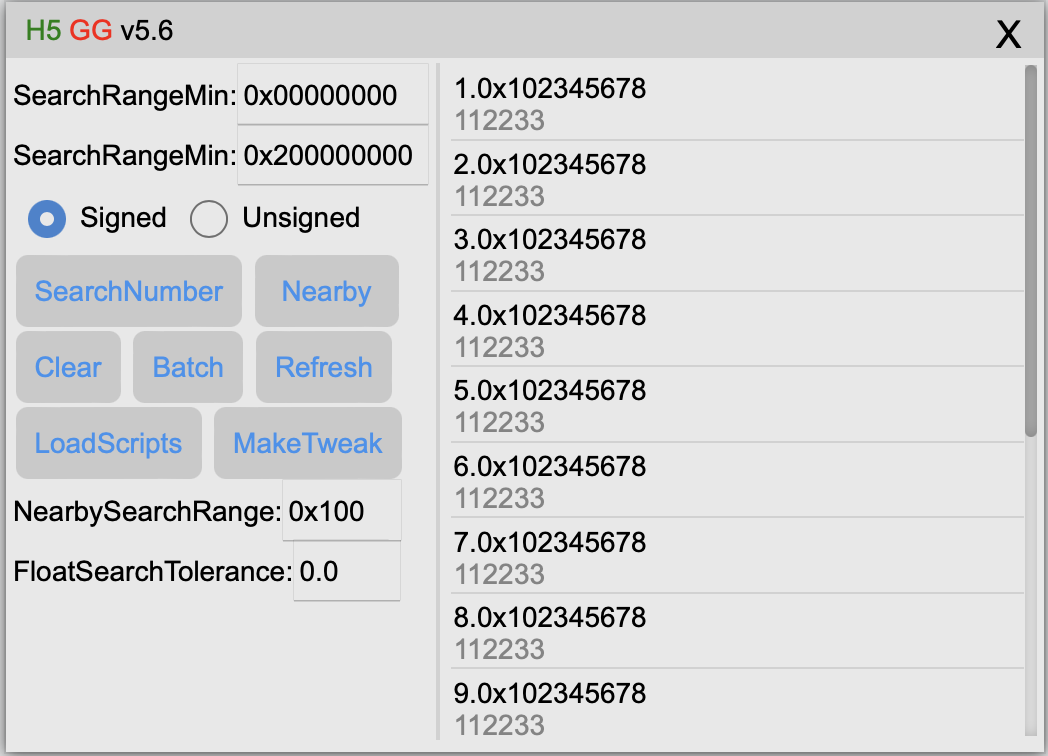 H5 GG v5.6
X
SearchRangeMin: 0x00000000
SearchRangeMin: 0x200000000
Signed Unsigned
SearchNumber Nearby
Clear Batch Refresh
LoadScripts MakeTweak
NearbySearchRange: 0x100
FloatSearchTolerance: 0.0
1.0x102345678
112233
2.0x102345678
112233
3.0x102345678
112233
4.0x102345678
112233
5.0x102345678
112233
6.0x102345678
112233
7.0x102345678
112233
8.0x102345678
112233
9.0x102345678
112233